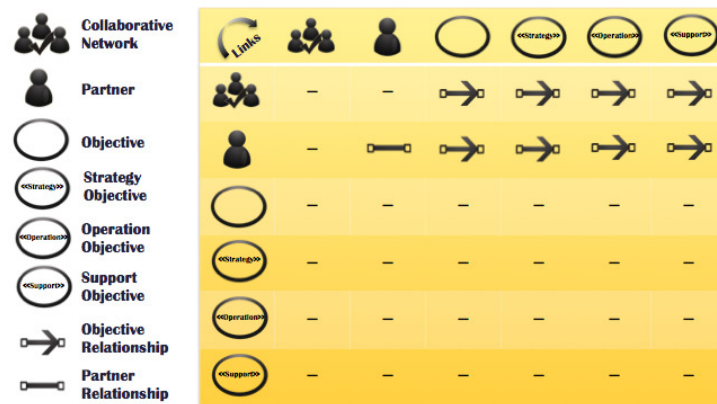 Collaborative
Network
Links
«Strategy»
«Operation»
«Support»
Partner
– –
– 
Objective
– – – – – –
«Strategy»
Strategy
Objective
«Strategy»
– – – – – –
«Operation»
Operation
Objective
«Operation»
– – – – – –
«Support»
Support
Objective
«Support»
– – – – – –
Objective
Relationship
Partner
Relationship